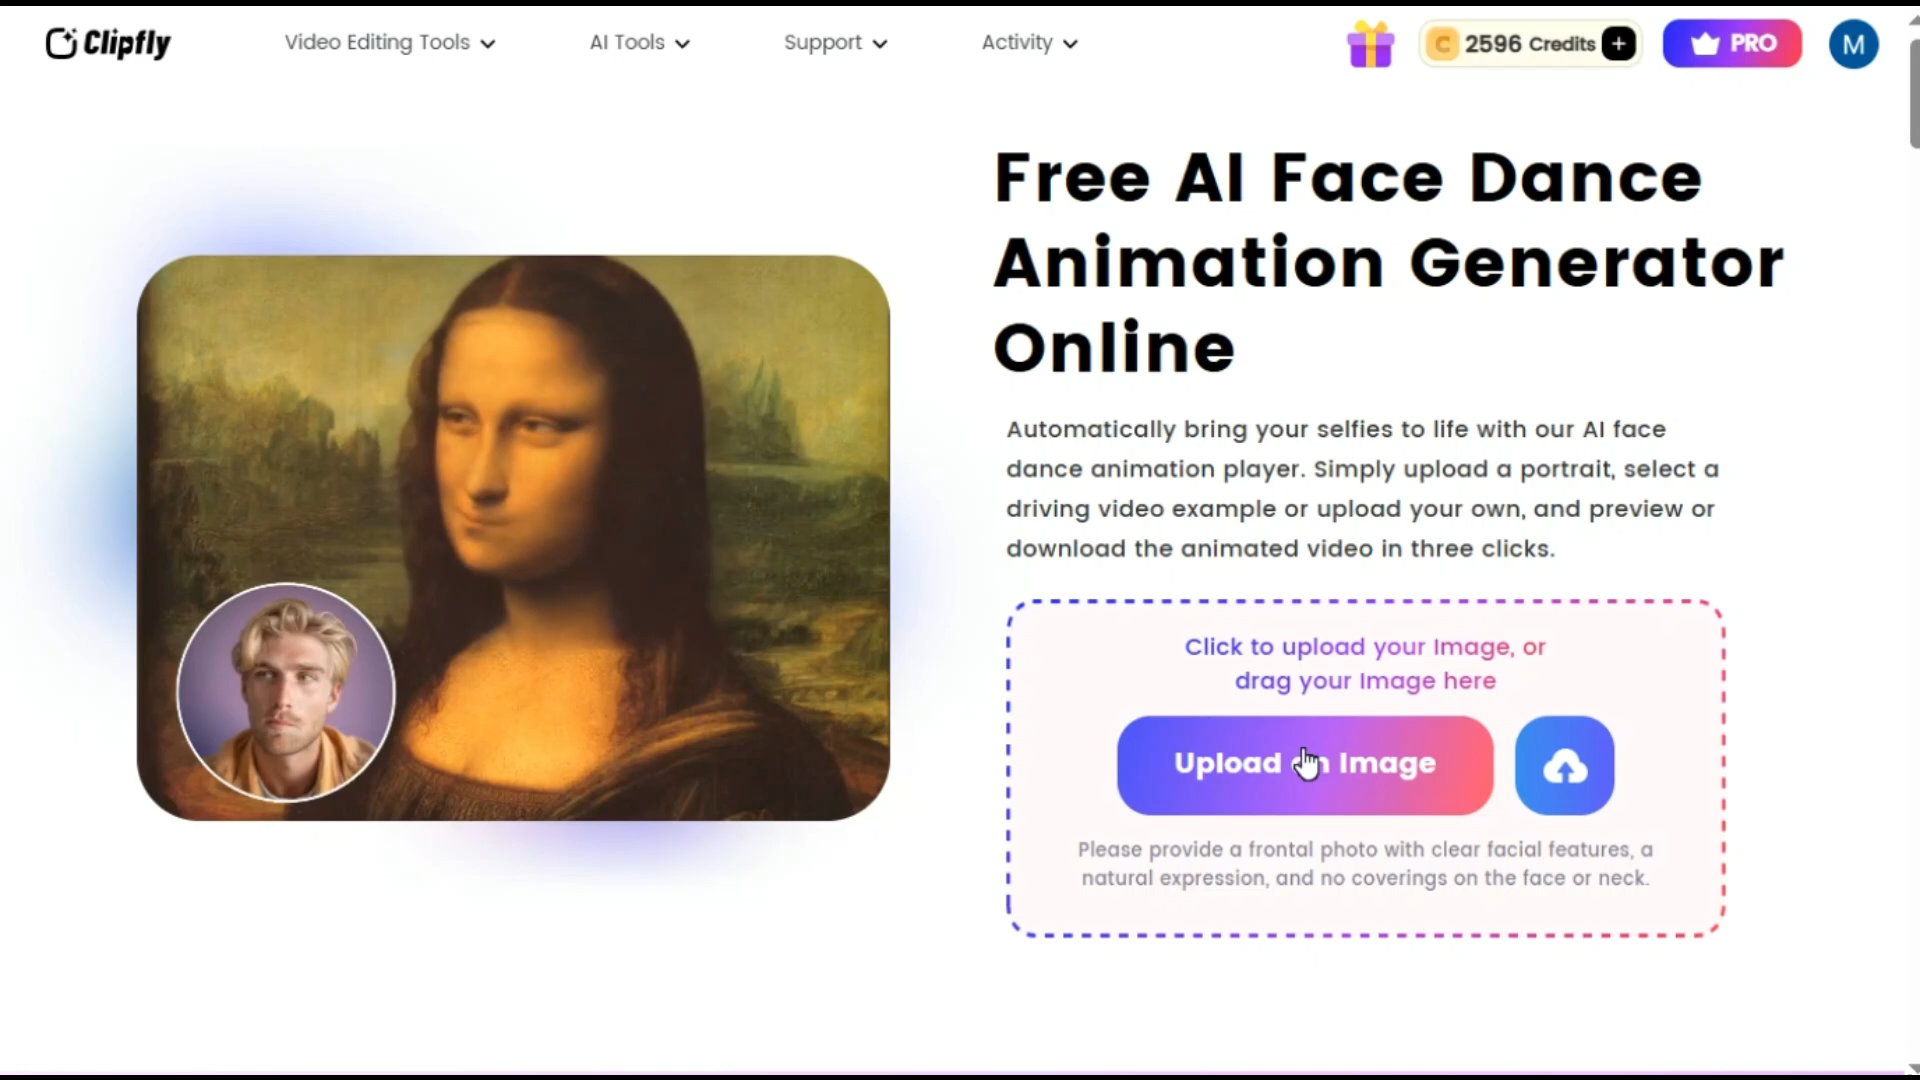 Clipfly
Video Editing Tools
AI Tools
Support
Activity
C 2596 Credits +
PRO
M
Free AI Face Dance
Animation Generator
Online
Automatically bring your selfies to life with our AI face
dance animation player. Simply upload a portrait, select a
driving video example or upload your own, and preview or
download the animated video in three clicks.
Click to upload your Image, or
drag your Image here
Upload an Image
Please provide a frontal photo with clear facial features, a
natural expression, and no coverings on the face or neck.